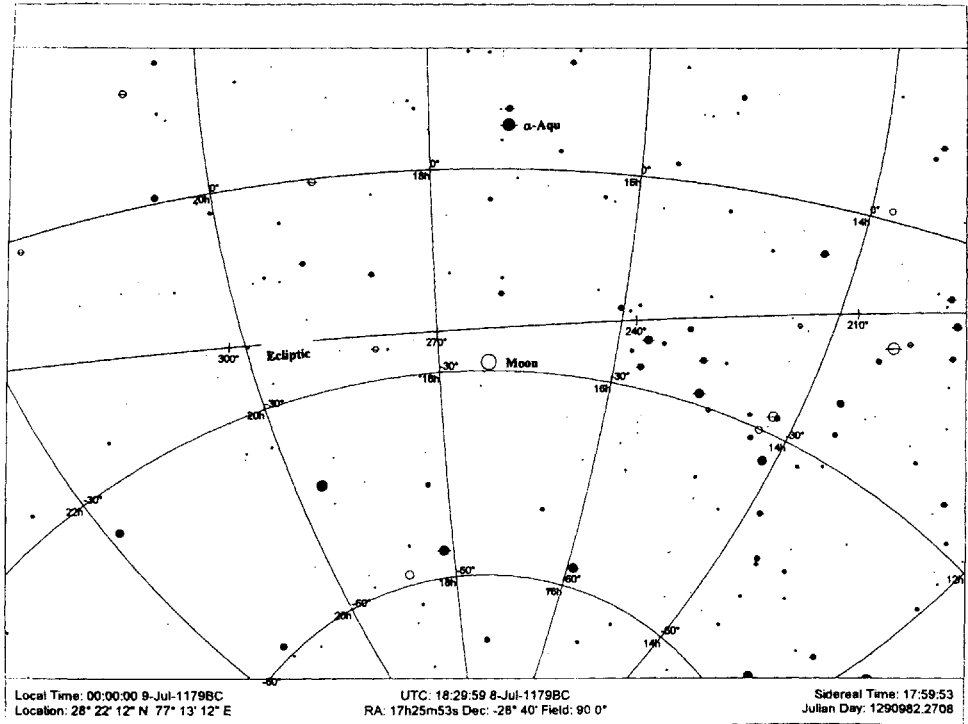 α-Aqu
0°
18h
0°
16h
0°
20h
0°
14h
210°
240°
270°
300°
Ecliptic
Moon
-30°
18h
-30°
16h
-30°
20h
-30°
14h
-30°
22h
-60°
18h
-60°
16h
12h
-60°
20h
-60°
14h
-60°
Local Time: 00:00:00 9-Jul-1179BC
UTC: 18:29:59 8-Jul-1179BC
Sidereal Time: 17:59:53
Location: 28° 22' 12" N 77° 13' 12" E
RA: 17h25m53s Dec: -28° 40' Field: 90 0°
Julian Day: 1290982.2708